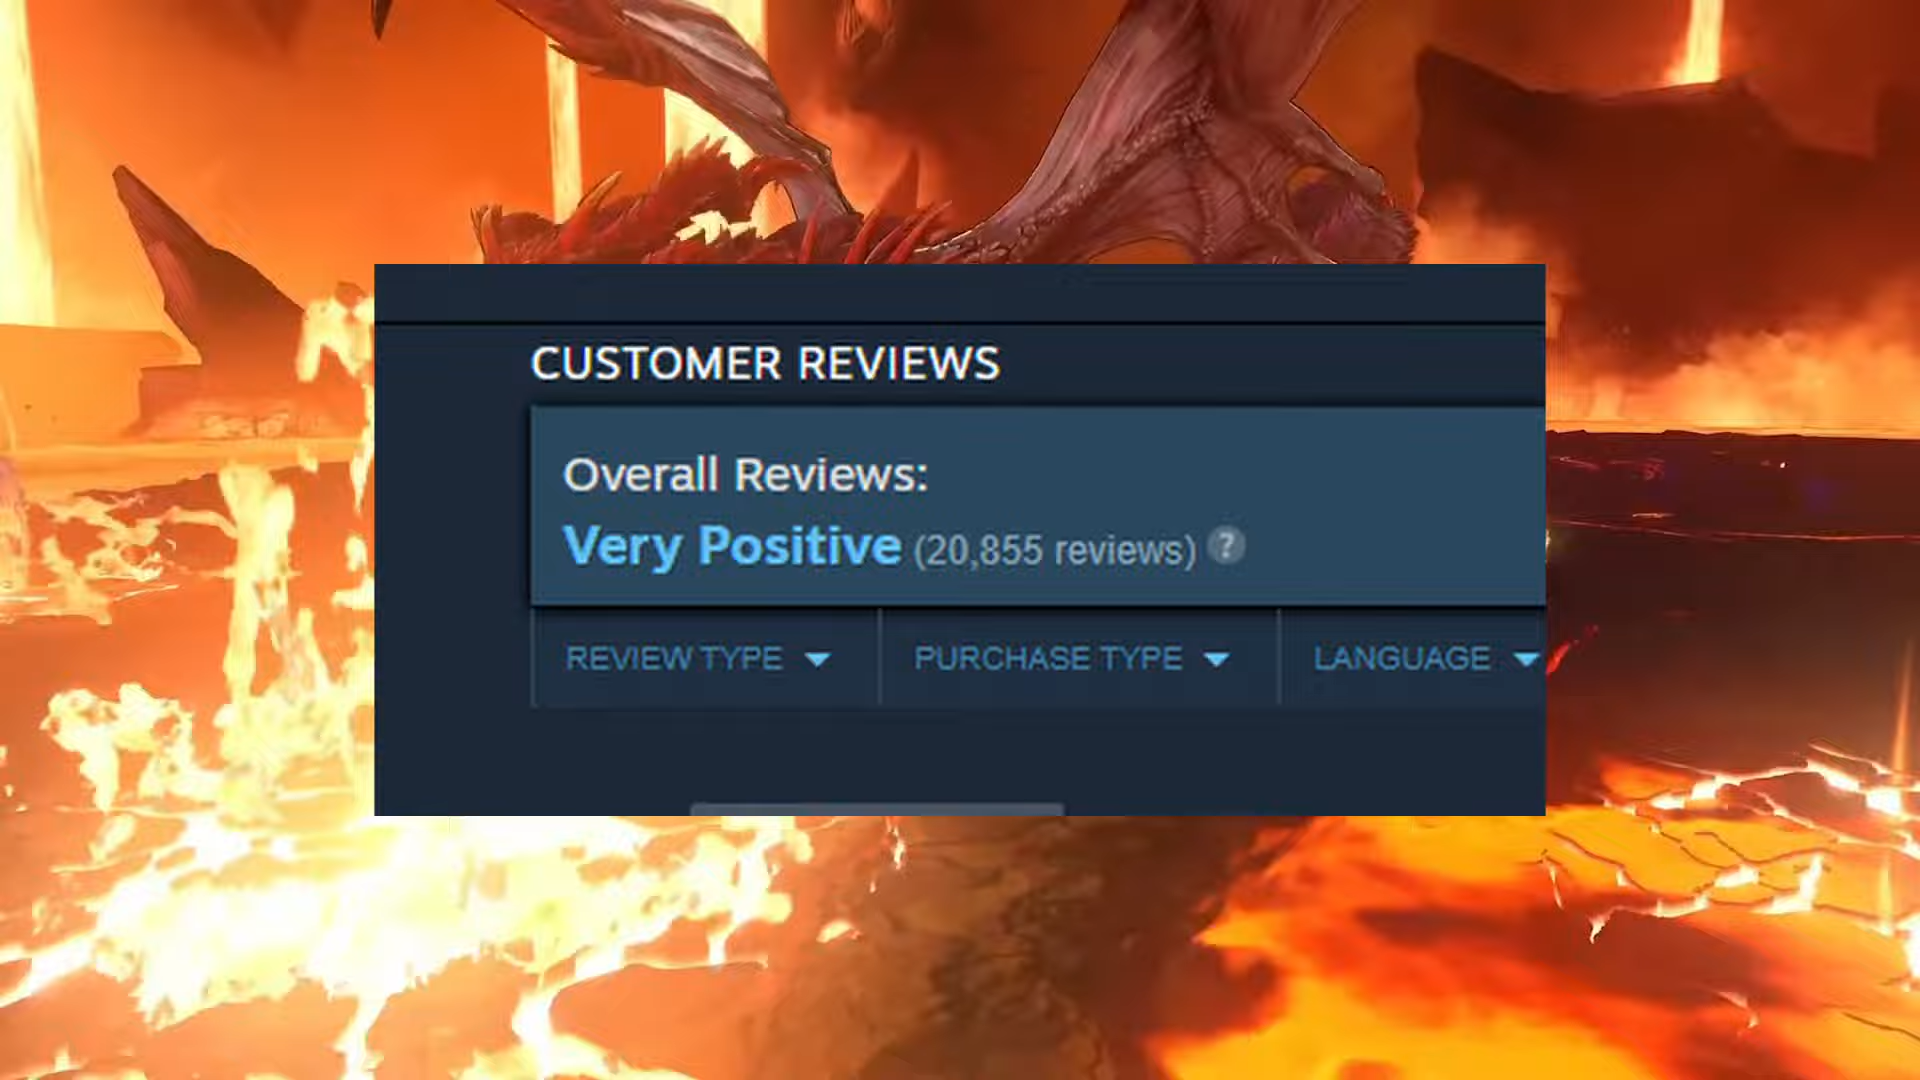 CUSTOMER REVIEWS
Overall Reviews:
Very Positive (20,855 reviews) ?
REVIEW TYPE PURCHASE TYPE LANGUAGE